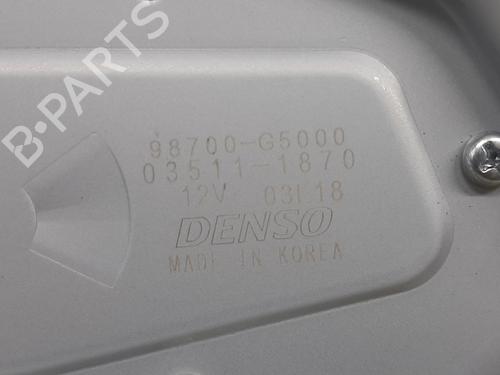 B-PARTS
98700-G5000
03511-1870
12V 03L18
DENSO
MADE IN KOREA